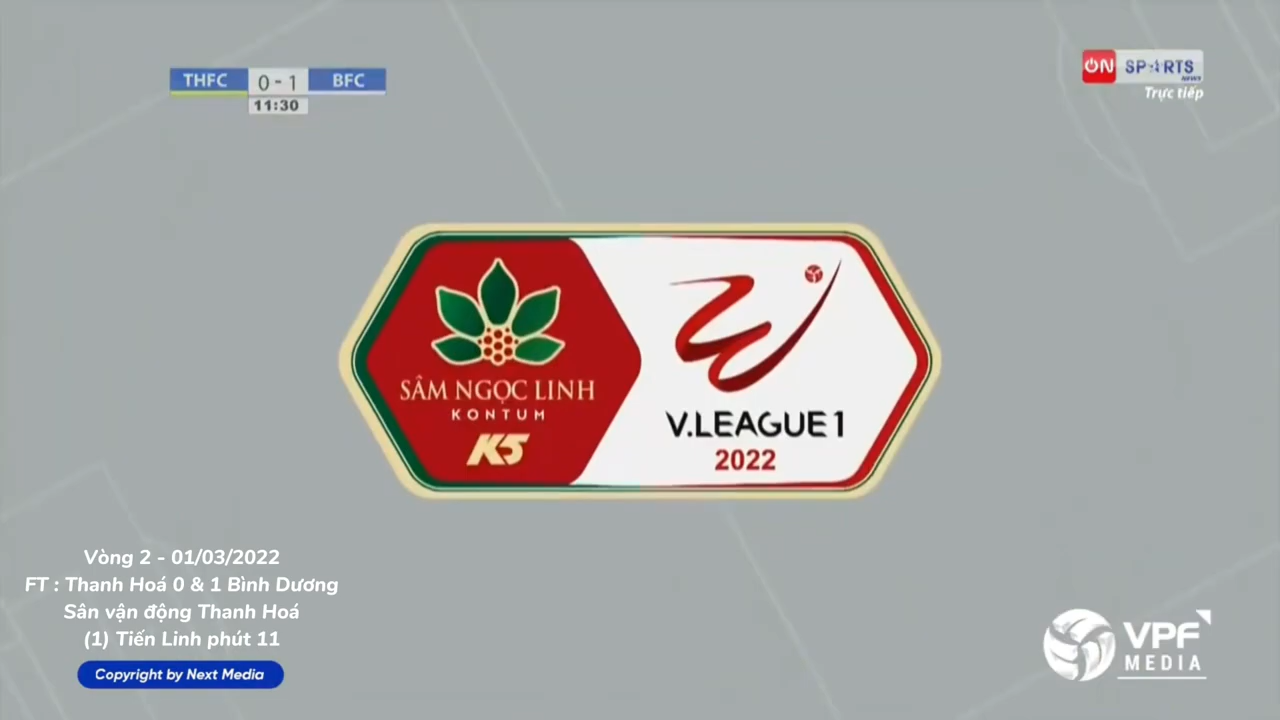 THFC 0 - 1 BFC
11:30
ON SPORTS
NEWS
Trực tiếp
SÂM NGỌC LINH
KONTUM
K5
V.LEAGUE 1
2022
Vòng 2 - 01/03/2022
FT : Thanh Hoá 0 & 1 Bình Dương
Sân vận động Thanh Hoá
(1) Tiến Linh phút 11
Copyright by Next Media
VPF
MEDIA